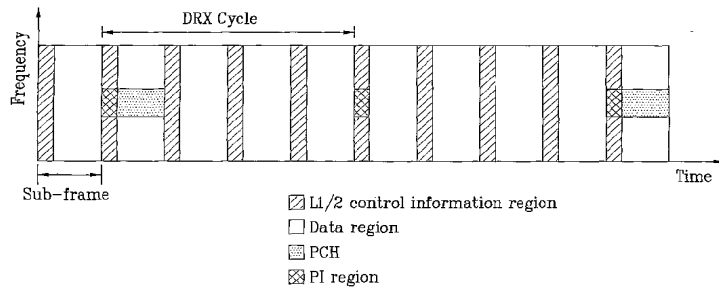 DRX Cycle
Frequency
Time
Sub-frame
L1/2 control information region
Data region
PCH
PI region